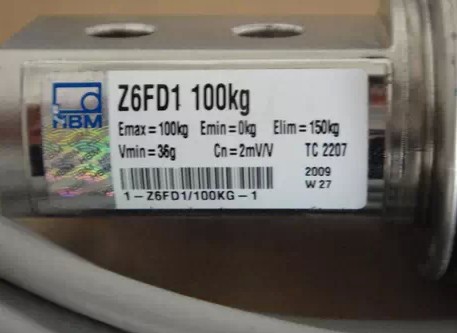 HBM
Z6FD1 100kg
Emax=100kg Emin=0kg Elim=150kg
Vmin=36g Cn=2mV/V TC 2207
2009
W 27
1-Z6FD1/100KG-1